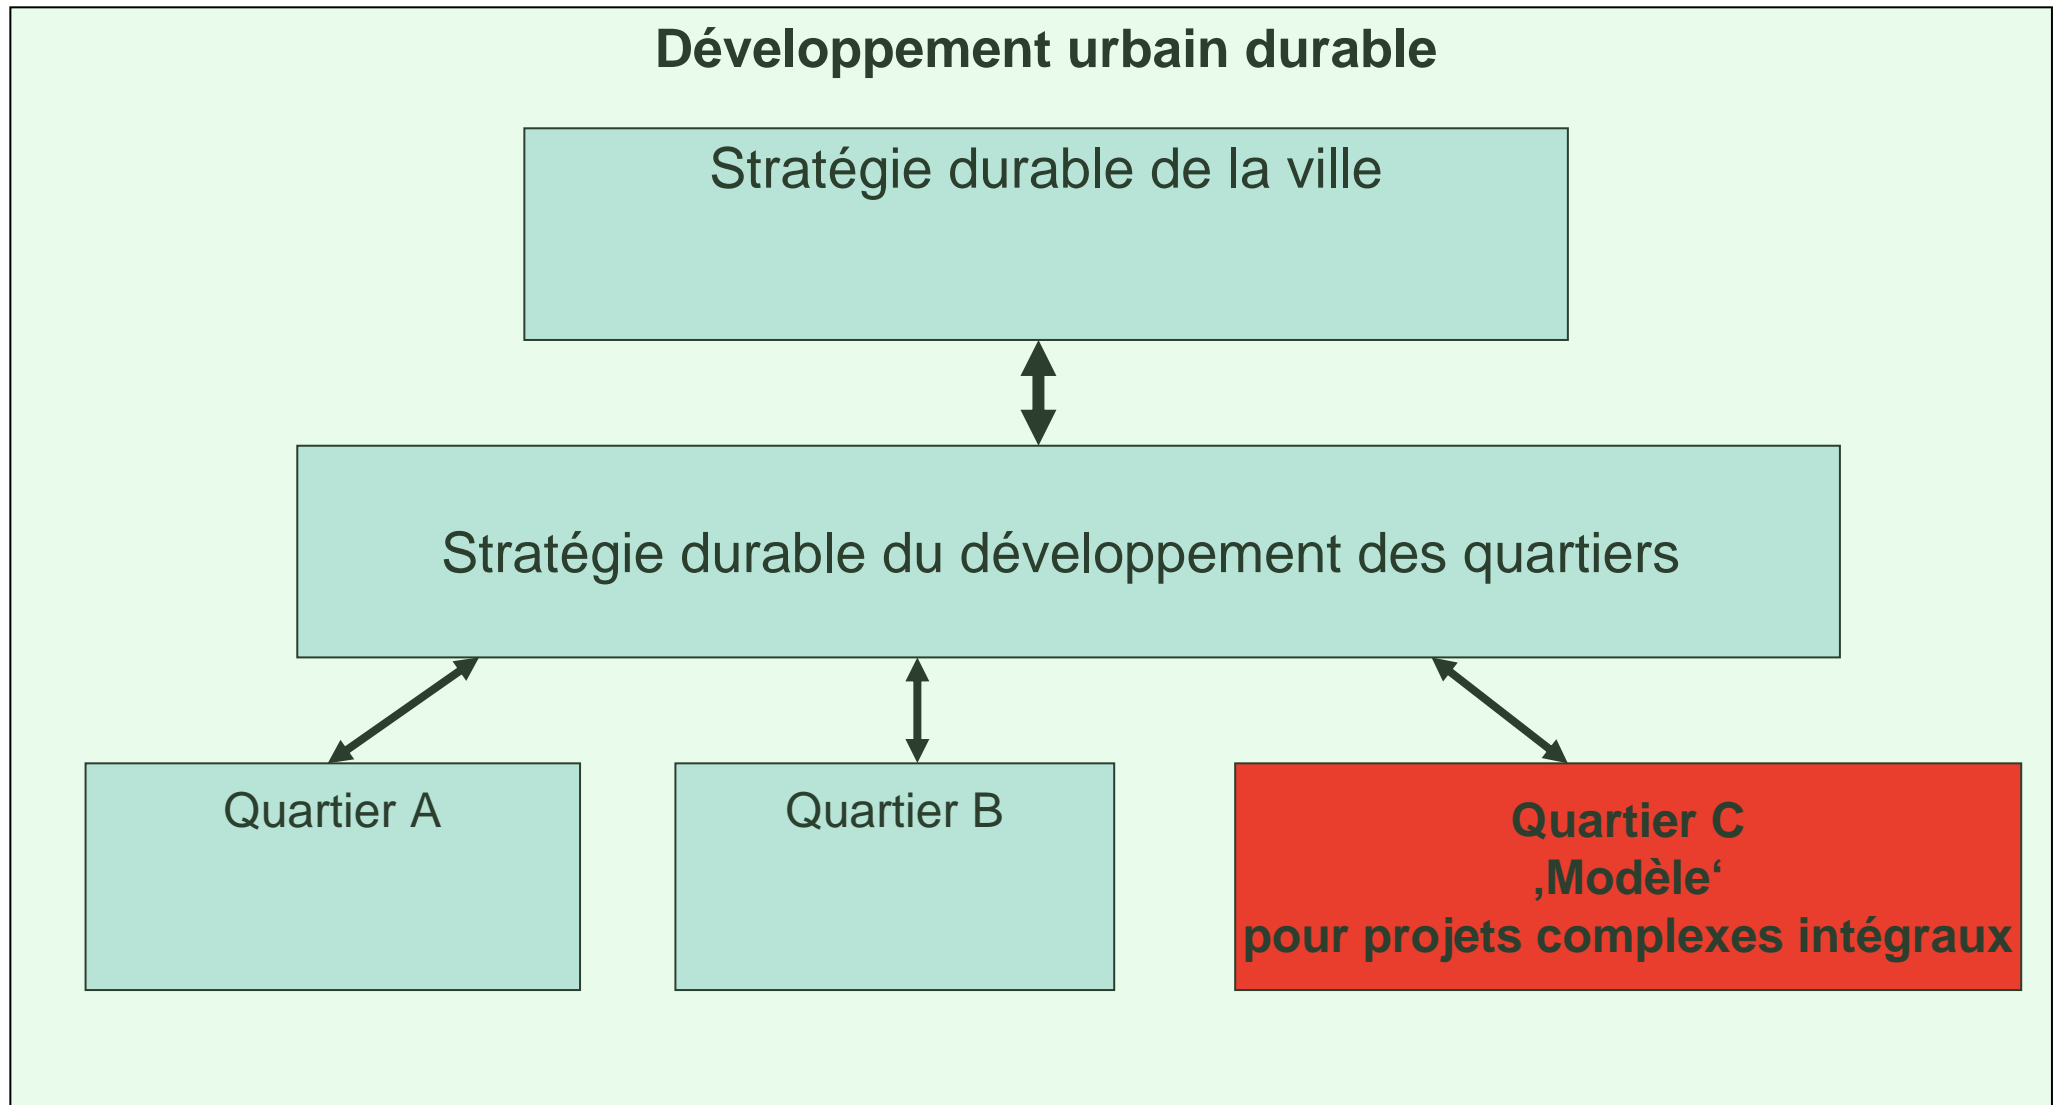 Développement urbain durable
Stratégie durable de la ville
Stratégie durable du développement des quartiers
Quartier A
Quartier B
Quartier C
‚Modèle‘
pour projets complexes intégraux